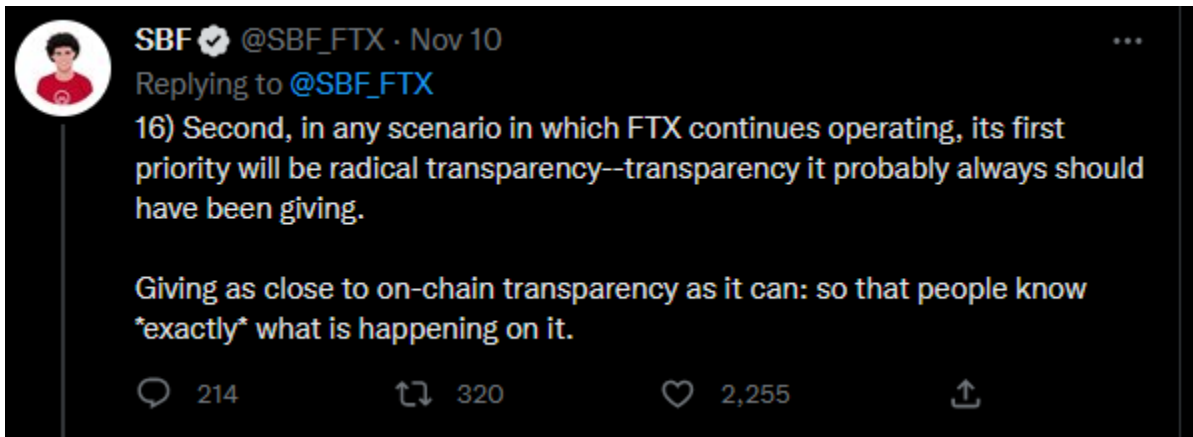 SBF @SBF_FTX · Nov 10
Replying to @SBF_FTX
16) Second, in any scenario in which FTX continues operating, its first
priority will be radical transparency--transparency it probably always should
have been giving.
Giving as close to on-chain transparency as it can: so that people know
*exactly* what is happening on it.
214 320 2,255